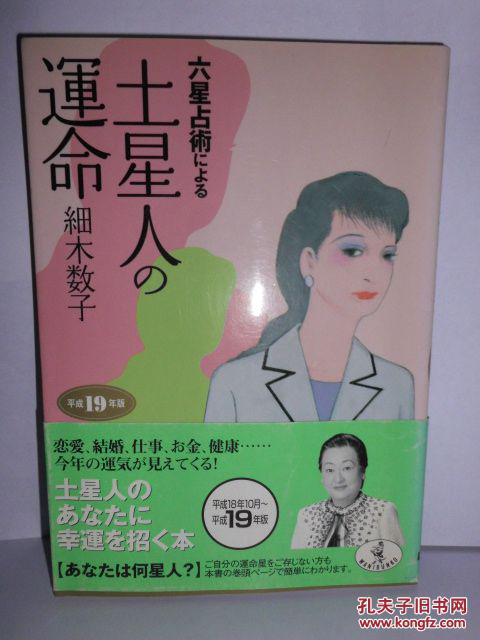 六星占術による
土星人の
運命
細木数子
平成19年版
恋愛、結婚、仕事、お金、健康……
今年の運気が見えてくる!
土星人の
あなたに
幸運を招く本
平成18年10月〜
平成19年版
【あなたは何星人?】
ご自分の運命星をご存じない方も
本書の巻頭ページで簡単にわかります。
WANIBUNKO
孔夫子旧书网
www.kongfz.com